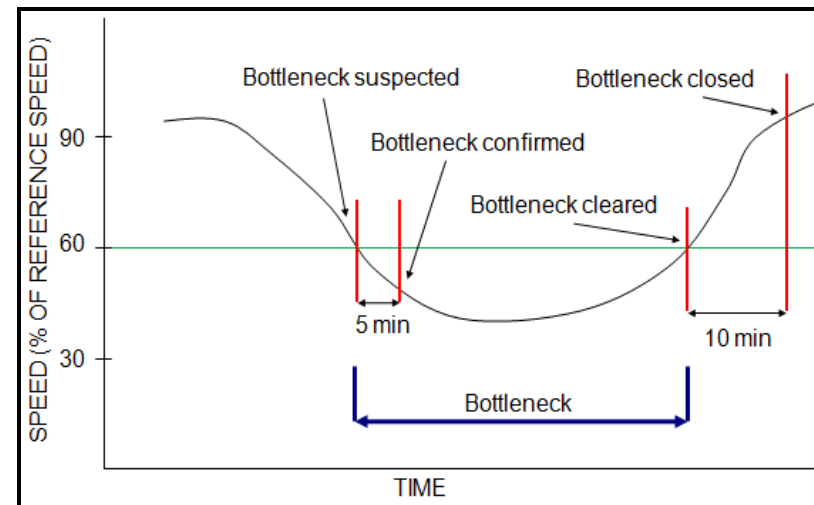 SPEED (% OF REFERENCE SPEED)
90
60
30
Bottleneck suspected
Bottleneck closed
Bottleneck confirmed
Bottleneck cleared
5 min
10 min
Bottleneck
TIME